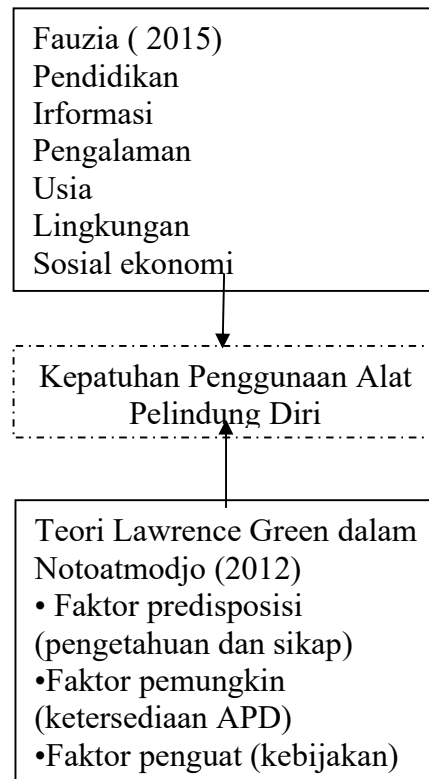 Fauzia ( 2015)
Pendidikan
Irformasi
Pengalaman
Usia
Lingkungan
Sosial ekonomi
Kepatuhan Penggunaan Alat
Pelindung Diri
Teori Lawrence Green dalam
Notoatmodjo (2012)
• Faktor predisposisi
(pengetahuan dan sikap)
•Faktor pemungkin
(ketersediaan APD)
•Faktor penguat (kebijakan)